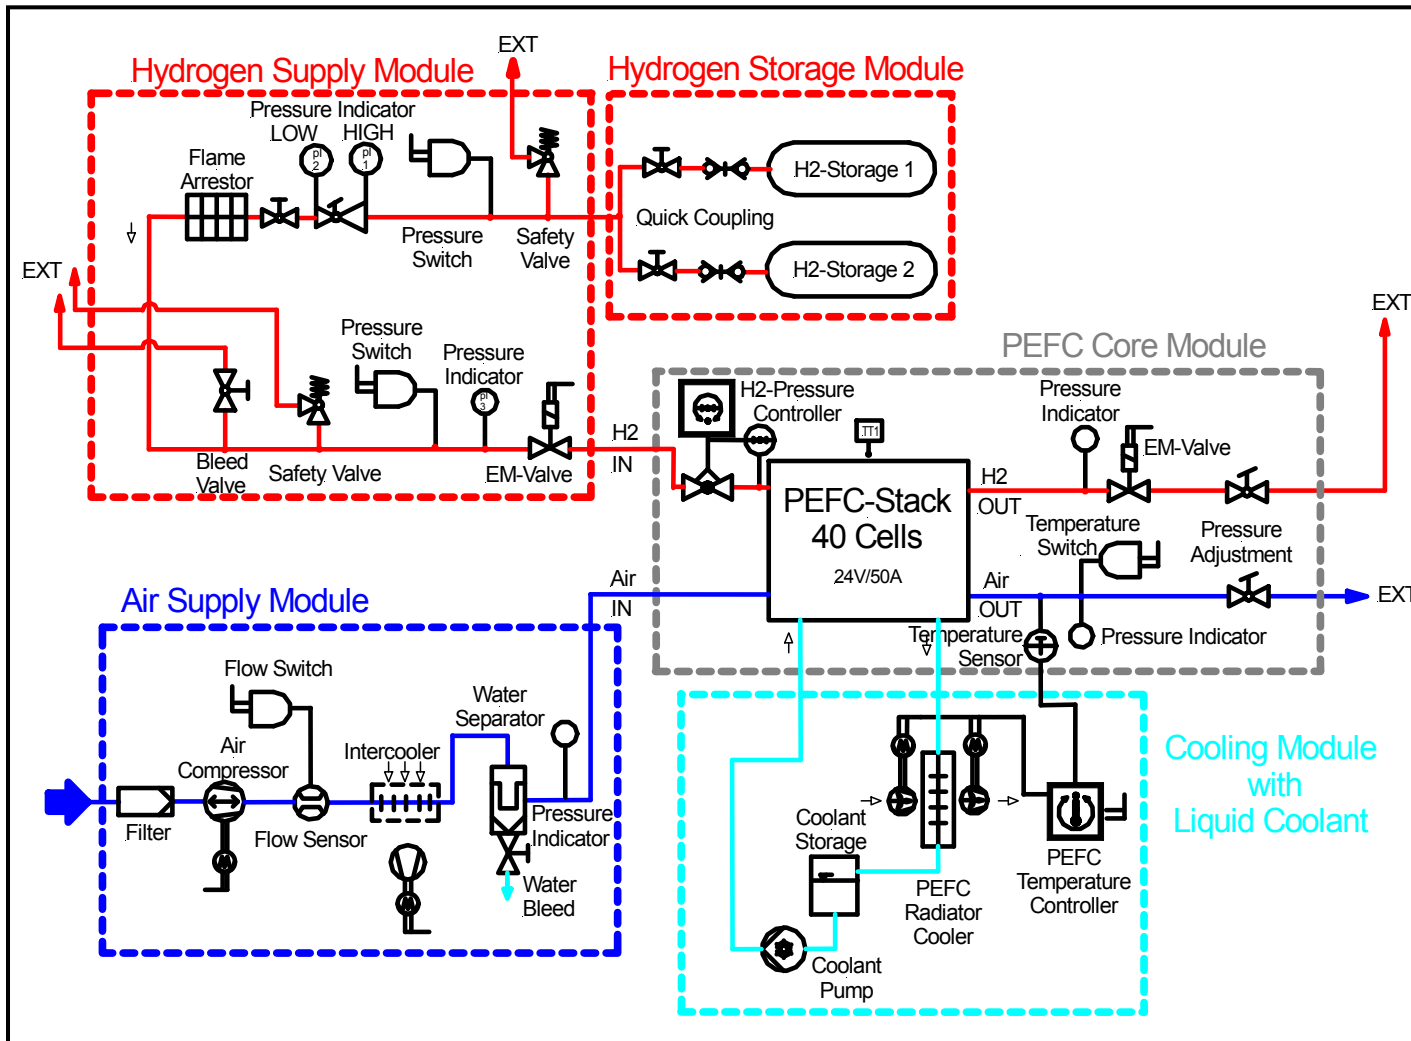 EXT
Hydrogen Supply Module
Hydrogen Storage Module
Pressure Indicator
LOW
HIGH
pI
2
pI
1
Flame
Arrestor
Pressure
Switch
Safety
Valve
H2-Storage 1
Quick Coupling
H2-Storage 2
EXT
Pressure
Switch
Pressure
Indicator
pI
3
Bleed
Valve
Safety Valve
EM-Valve
H2
IN
EXT
PEFC Core Module
H2-Pressure
Controller
TT1
Pressure
Indicator
EM-Valve
PEFC-Stack
40 Cells
24V/50A
H2
OUT
Temperature
Switch
Pressure
Adjustment
Air
IN
Air
OUT
EXT
Temperature
Sensor
Pressure Indicator
Air Supply Module
Flow Switch
Water
Separator
Air
Compressor
Intercooler
Filter
Flow Sensor
Pressure
Indicator
M
M
Water
Bleed
Cooling Module
with
Liquid Coolant
M
M
Coolant
Storage
PEFC
Radiator
Cooler
PEFC
Temperature
Controller
Coolant
Pump